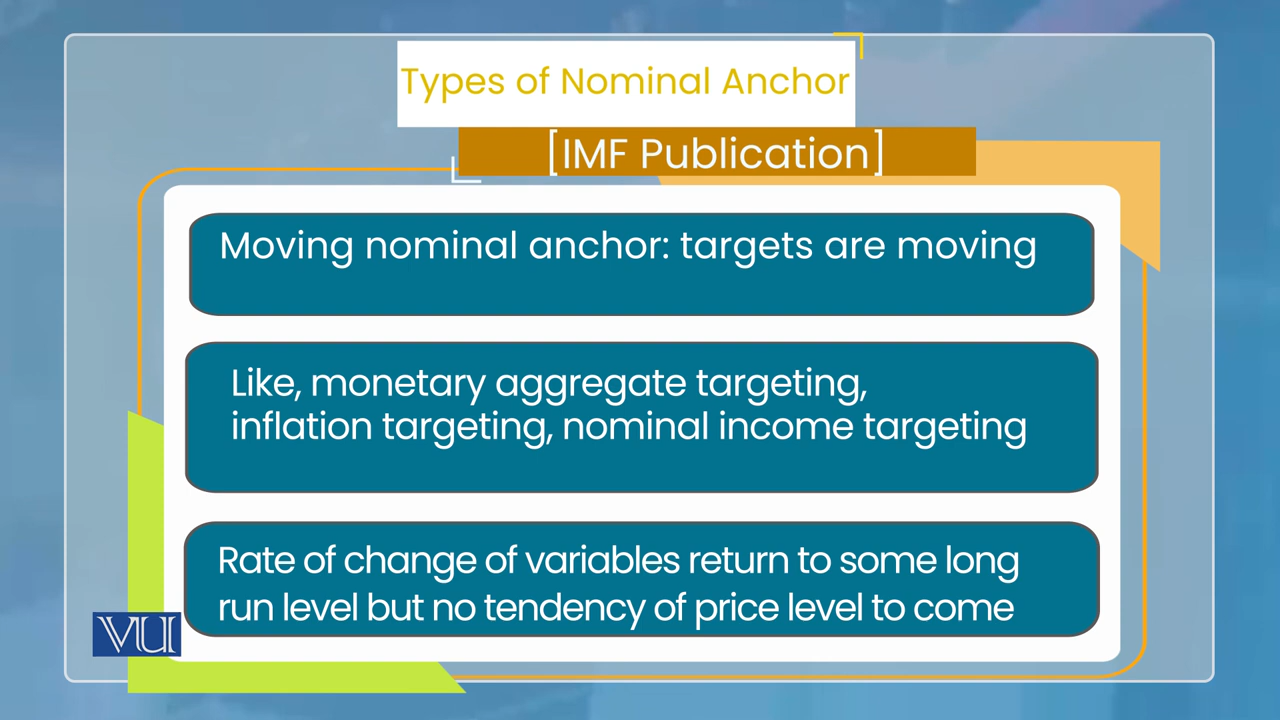 Types of Nominal Anchor
[IMF Publication]
Moving nominal anchor: targets are moving
Like, monetary aggregate targeting,
inflation targeting, nominal income targeting
Rate of change of variables return to some long
run level but no tendency of price level to come
VU